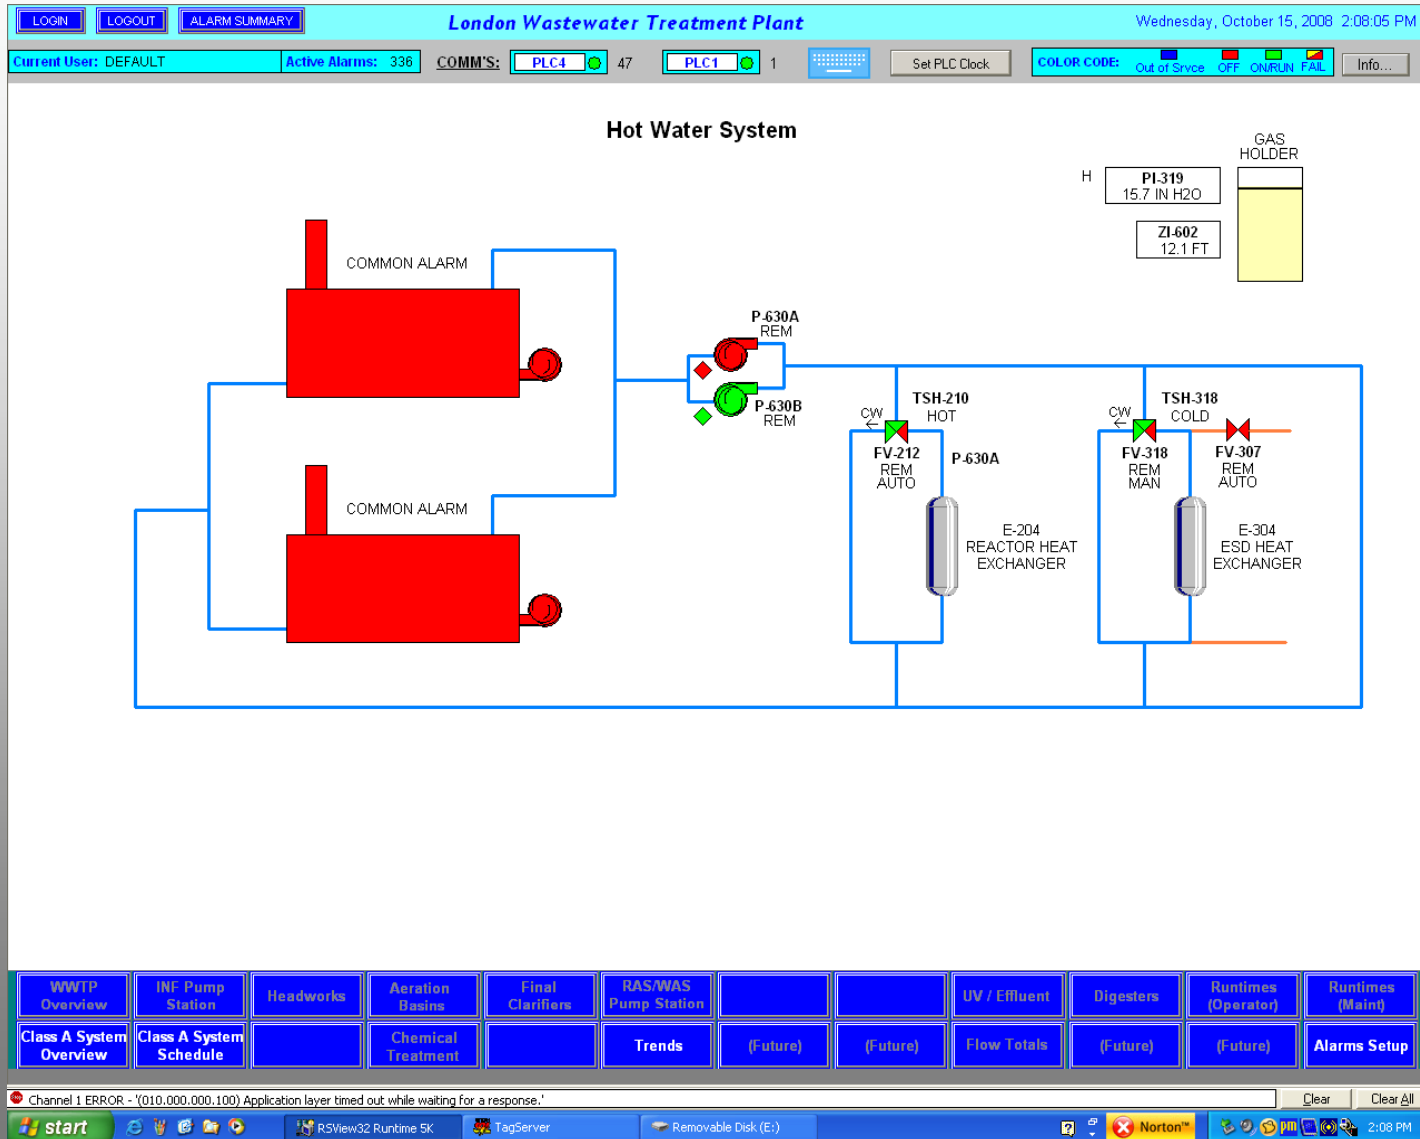 LOGIN
LOGOUT
ALARM SUMMARY
London Wastewater Treatment Plant
Wednesday, October 15, 2008 2:08:05 PM
Current User: DEFAULT
Active Alarms: 336
COMM'S:
PLC4
47
PLC1
1
Set PLC Clock
COLOR CODE:
Out of Srvce
OFF
ON/RUN
FAIL
Info...
Hot Water System
GAS
HOLDER
H
PI-319
15.7 IN H2O
ZI-602
12.1 FT
COMMON ALARM
P-630A
REM
P-630B
REM
CW
TSH-210
HOT
FV-212
REM
AUTO
P-630A
E-204
REACTOR HEAT
EXCHANGER
CW
TSH-318
COLD
FV-318
REM
MAN
FV-307
REM
AUTO
E-304
ESD HEAT
EXCHANGER
COMMON ALARM
WWTP
Overview
INF Pump
Station
Headworks
Aeration
Basins
Final
Clarifiers
RAS/WAS
Pump Station
UV / Effluent
Digesters
Runtimes
(Operator)
Runtimes
(Maint)
Class A System
Overview
Class A System
Schedule
Chemical
Treatment
Trends
(Future)
(Future)
Flow Totals
(Future)
(Future)
Alarms Setup
Channel 1 ERROR - '(010.000.000.100) Application layer timed out while waiting for a response.'
Clear
Clear All
start
RSView32 Runtime 5K
TagServer
Removable Disk (E:)
Norton™
pm
2:08 PM